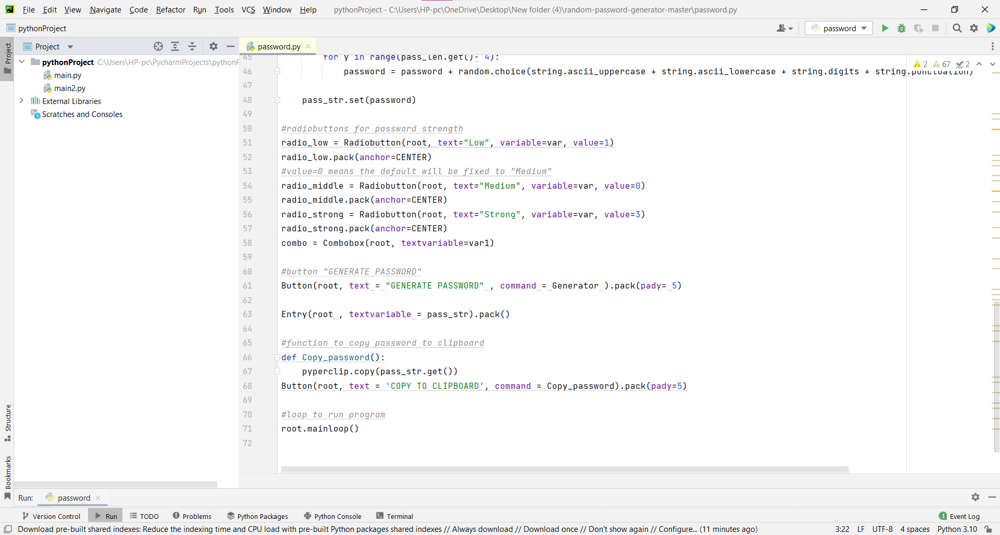 File Edit View Navigate Code Refactor Run Tools VCS Window Help pythonProject - C:\Users\HP-pc\OneDrive\Desktop\New folder (4)\random-password-generator-master\password.py
pythonProject password
Project password.py
pythonProject C:\Users\HP-pc\PycharmProjects\pythonP
main.py
main2.py
External Libraries
Scratches and Consoles
Project
Structure
Bookmarks
2 67 2
45 for y in range(pass_len.get()- 4):
46 password = password + random.choice(string.ascii_uppercase + string.ascii_lowercase + string.digits + string.punctuation)
47
48 pass_str.set(password)
49
50 #radiobuttons for password strength
51 radio_low = Radiobutton(root, text="Low", variable=var, value=1)
52 radio_low.pack(anchor=CENTER)
53 #value=0 means the default will be fixed to "Medium"
54 radio_middle = Radiobutton(root, text="Medium", variable=var, value=0)
55 radio_middle.pack(anchor=CENTER)
56 radio_strong = Radiobutton(root, text="Strong", variable=var, value=3)
57 radio_strong.pack(anchor=CENTER)
58 combo = Combobox(root, textvariable=var1)
59
60 #button "GENERATE PASSWORD"
61 Button(root, text = "GENERATE PASSWORD" , command = Generator ).pack(pady= 5)
62
63 Entry(root , textvariable = pass_str).pack()
64
65 #function to copy password to clipboard
66 def Copy_password():
67 pyperclip.copy(pass_str.get())
68 Button(root, text = 'COPY TO CLIPBOARD', command = Copy_password).pack(pady=5)
69
70 #loop to run program
71 root.mainloop()
72
Run: password
Version Control Run TODO Problems Python Packages Python Console Terminal 1 Event Log
Download pre-built shared indexes: Reduce the indexing time and CPU load with pre-built Python packages shared indexes // Always download // Download once // Don't show again // Configure... (11 minutes ago) 3:22 LF UTF-8 4 spaces Python 3.10